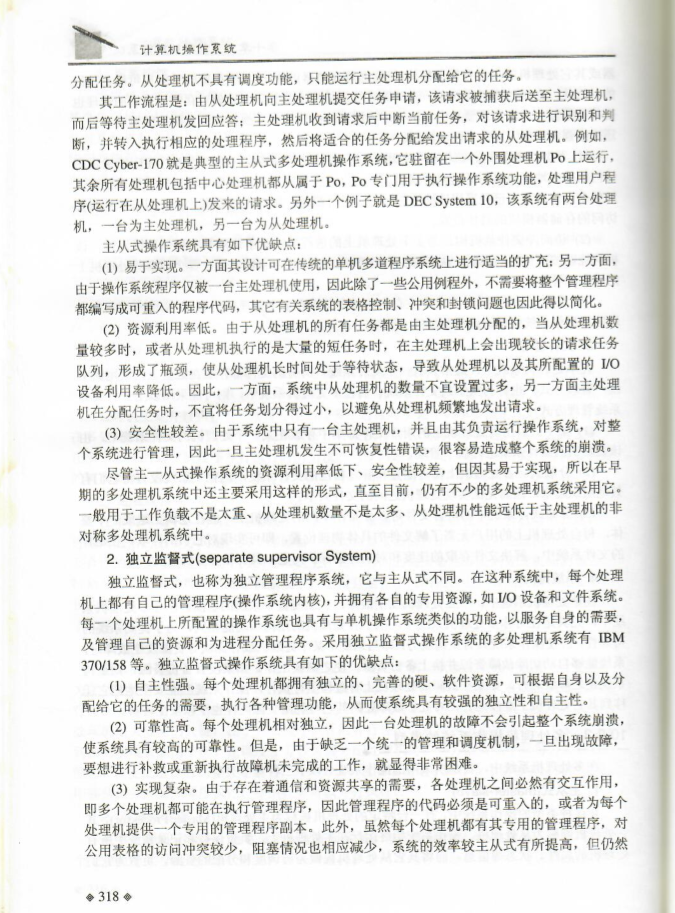 计算机操作系统
分配任务。从处理机不具有调度功能，只能运行主处理机分配给它的任务。
其工作流程是：由从处理机向主处理机提交任务申请，该请求被捕获后送至主处理机，
而后等待主处理机发回应答；主处理机收到请求后中断当前任务，对该请求进行识别和判
断，并转入执行相应的处理程序，然后将适合的任务分配给发出请求的从处理机。例如，
CDC Cyber-170 就是典型的主从式多处理机操作系统，它驻留在一个外围处理机 Po 上运行，
其余所有处理机包括中心处理机都从属于 Po，Po 专门用于执行操作系统功能，处理用户程
序(运行在从处理机上)发来的请求。另外一个例子就是 DEC System 10，该系统有两台处理
机，一台为主处理机，另一台为从处理机。
主从式操作系统具有如下优缺点：
(1) 易于实现。一方面其设计可在传统的单机多道程序系统上进行适当的扩充；另一方面，
由于操作系统程序仅被一台主处理机使用，因此除了一些公用例程外，不需要将整个管理程序
都编写成可重入的程序代码，其它有关系统的表格控制、冲突和封锁问题也因此得以简化。
(2) 资源利用率低。由于从处理机的所有任务都是由主处理机分配的，当从处理机数
量较多时，或者从处理机执行的是大量的短任务时，在主处理机上会出现较长的请求任务
队列，形成了瓶颈，使从处理机长时间处于等待状态，导致从处理机以及其所配置的 I/O
设备利用率降低。因此，一方面，系统中从处理机的数量不宜设置过多，另一方面主处理
机在分配任务时，不宜将任务划分得过小，以避免从处理机频繁地发出请求。
(3) 安全性较差。由于系统中只有一台主处理机，并且由其负责运行操作系统，对整
个系统进行管理，因此一旦主处理机发生不可恢复性错误，很容易造成整个系统的崩溃。
尽管主—从式操作系统的资源利用率低下、安全性较差，但因其易于实现，所以在早
期的多处理机系统中还主要采用这样的形式，直至目前，仍有不少的多处理机系统采用它。
一般用于工作负载不是太重、从处理机数量不是太多、从处理机性能远低于主处理机的非
对称多处理机系统中。
2. 独立监督式(separate supervisor System)
独立监督式，也称为独立管理程序系统，它与主从式不同。在这种系统中，每个处理
机上都有自己的管理程序(操作系统内核)，并拥有各自的专用资源，如 I/O 设备和文件系统。
每一个处理机上所配置的操作系统也具有与单机操作系统类似的功能，以服务自身的需要，
及管理自己的资源和为进程分配任务。采用独立监督式操作系统的多处理机系统有 IBM
370/158 等。独立监督式操作系统具有如下的优缺点：
(1) 自主性强。每个处理机都拥有独立的、完善的硬、软件资源，可根据自身以及分
配给它的任务的需要，执行各种管理功能，从而使系统具有较强的独立性和自主性。
(2) 可靠性高。每个处理机相对独立，因此一台处理机的故障不会引起整个系统崩溃，
使系统具有较高的可靠性。但是，由于缺乏一个统一的管理和调度机制，一旦出现故障，
要想进行补救或重新执行故障机未完成的工作，就显得非常困难。
(3) 实现复杂。由于存在着通信和资源共享的需要，各处理机之间必然有交互作用，
即多个处理机都可能在执行管理程序，因此管理程序的代码必须是可重入的，或者为每个
处理机提供一个专用的管理程序副本。此外，虽然每个处理机都有其专用的管理程序，对
公用表格的访问冲突较少，阻塞情况也相应减少，系统的效率较主从式有所提高，但仍然
318